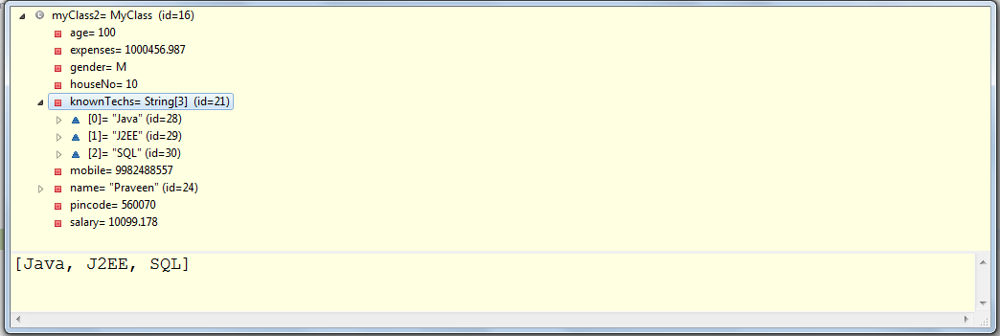 myClass2= MyClass (id=16)
age= 100
expenses= 1000456.987
gender= M
houseNo= 10
knownTechs= String[3] (id=21)
[0]= "Java" (id=28)
[1]= "J2EE" (id=29)
[2]= "SQL" (id=30)
mobile= 9982488557
name= "Praveen" (id=24)
pincode= 560070
salary= 10099.178
[Java, J2EE, SQL]